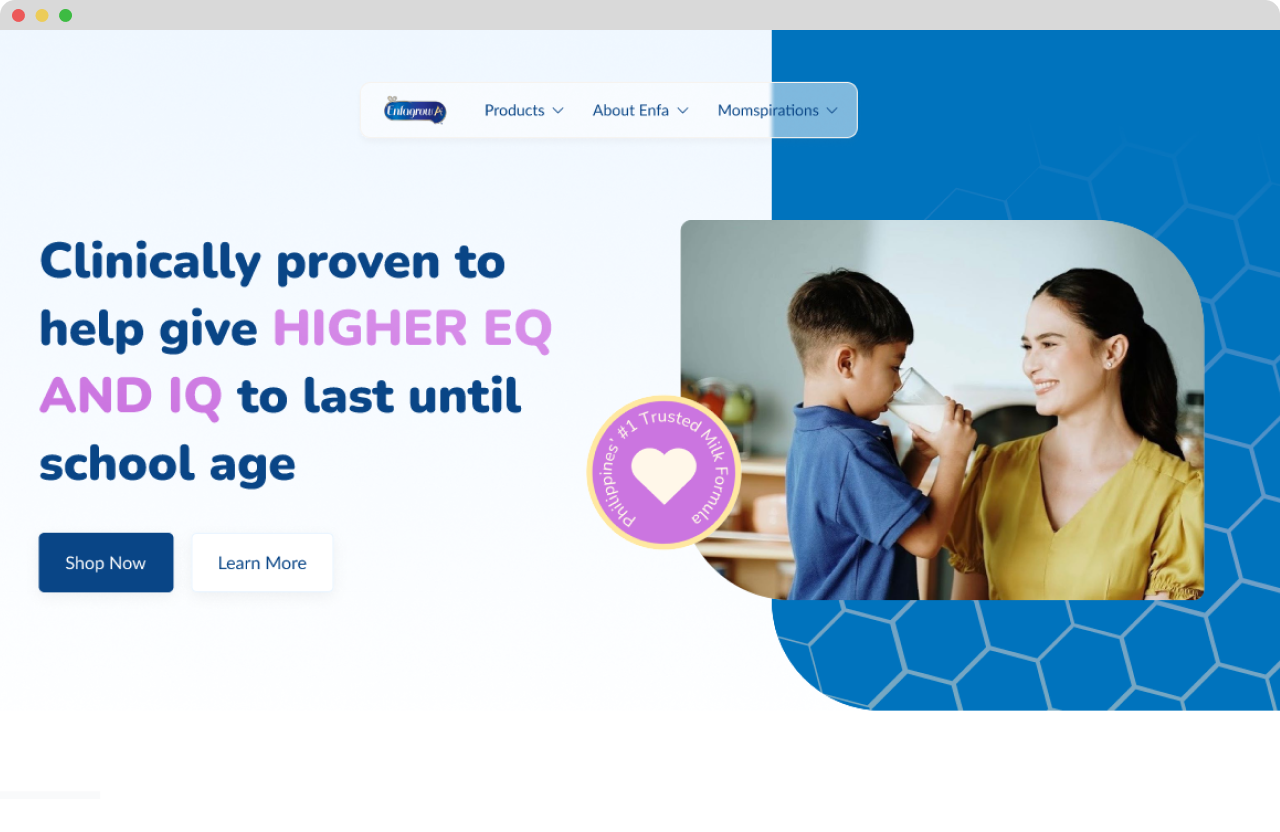 EnfagrowA+
Products
About Enfa
Momspirations
Clinically proven to
help give HIGHER EQ
AND IQ to last until
school age
Philippines' #1 Trusted Milk Formula
Shop Now
Learn More